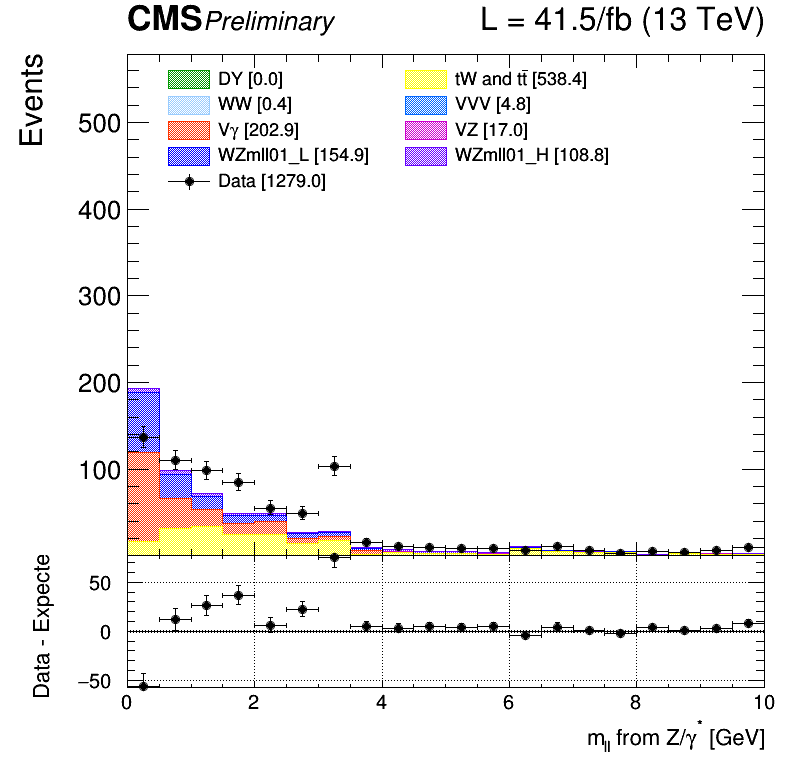 CMS Preliminary L = 41.5/fb (13 TeV)
Events
DY [0.0] tW and tt̄ [538.4]
WW [0.4] VVV [4.8]
Vγ [202.9] VZ [17.0]
WZmll01_L [154.9] WZmll01_H [108.8]
Data [1279.0]
500
400
300
200
100
Data - Expecte
50
0
−50
0 2 4 6 8 10
m_ll from Z/γ* [GeV]